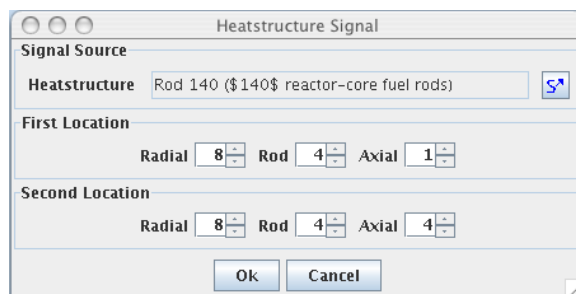 Heatstructure Signal
Signal Source
Heatstructure Rod 140 ($140$ reactor-core fuel rods) S
First Location
Radial 8 Rod 4 Axial 1
Second Location
Radial 8 Rod 4 Axial 4
Ok Cancel